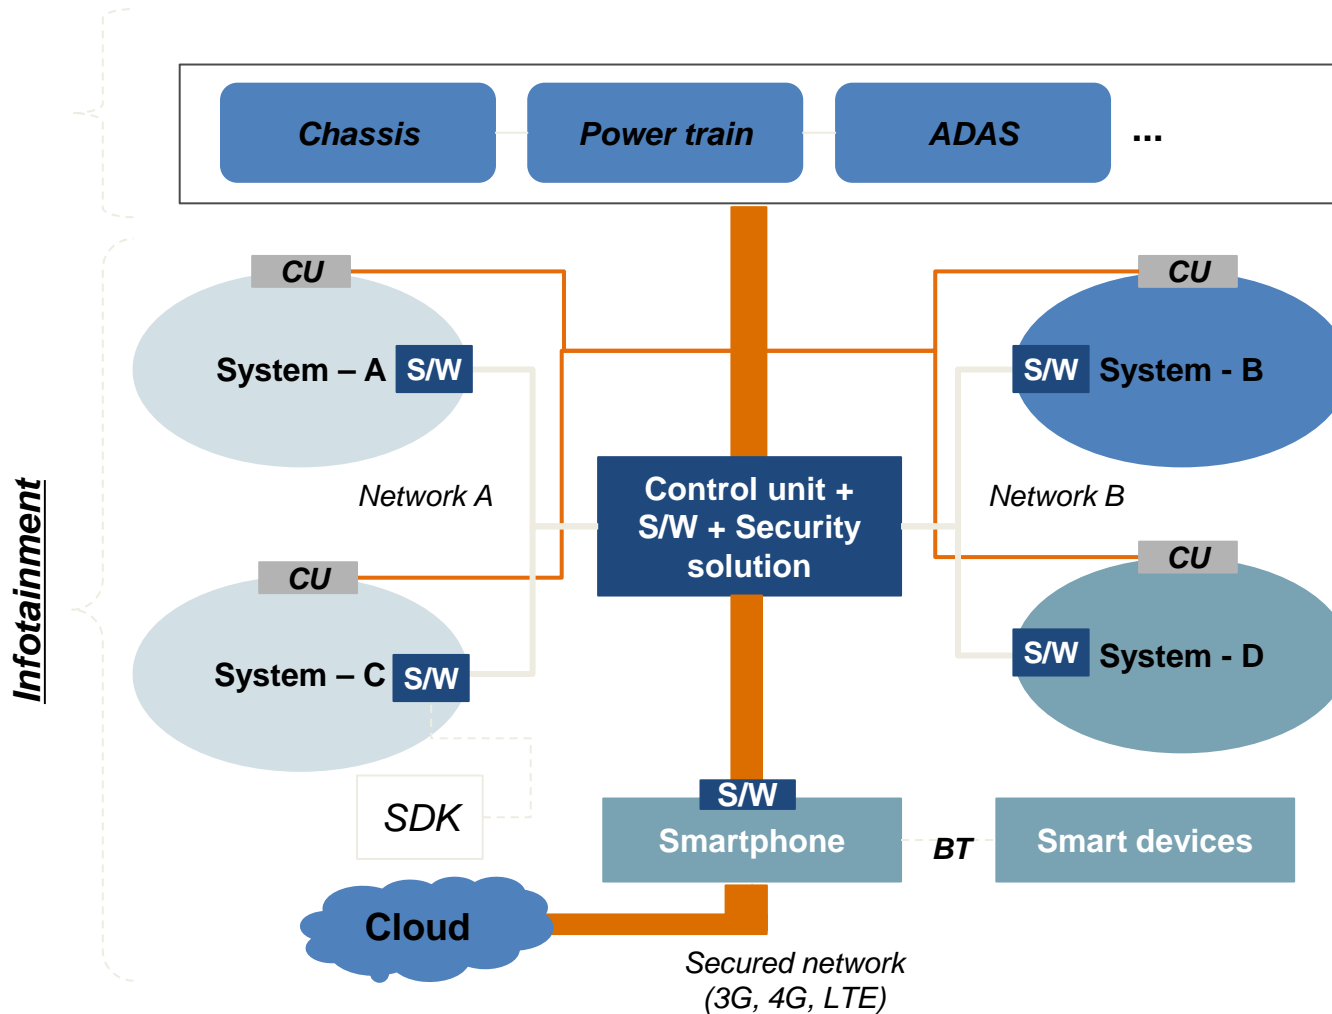 Chassis
Power train
ADAS
...
CU
CU
System – A
S/W
S/W
System - B
Infotainment
Network A
Control unit +
S/W + Security
solution
Network B
CU
CU
System – C
S/W
S/W
System - D
SDK
S/W
Smartphone
BT
Smart devices
Cloud
Secured network
(3G, 4G, LTE)